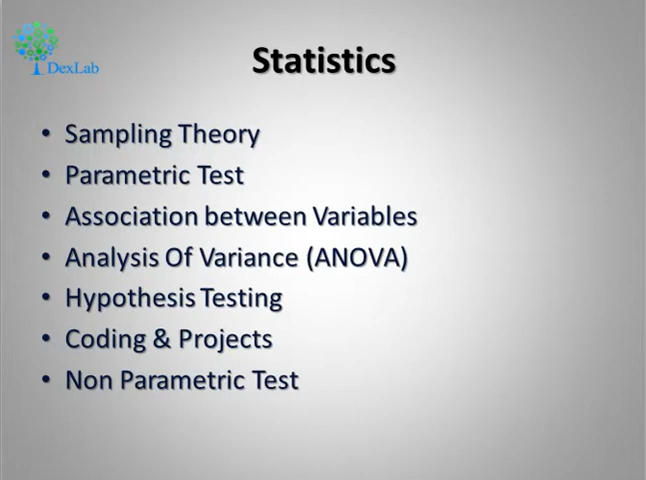 DexLab
Statistics
• Sampling Theory
• Parametric Test
• Association between Variables
• Analysis Of Variance (ANOVA)
• Hypothesis Testing
• Coding & Projects
• Non Parametric Test